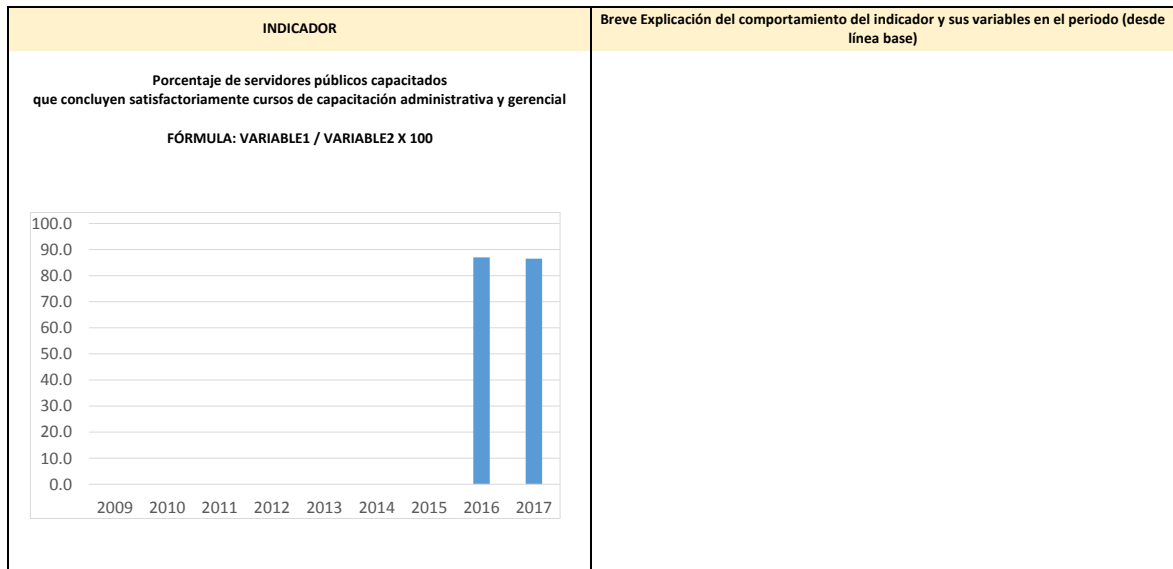 INDICADOR
Breve Explicación del comportamiento del indicador y sus variables en el periodo (desde
línea base)
Porcentaje de servidores públicos capacitados
que concluyen satisfactoriamente cursos de capacitación administrativa y gerencial
FÓRMULA: VARIABLE1 / VARIABLE2 X 100
100.0
90.0
80.0
70.0
60.0
50.0
40.0
30.0
20.0
10.0
0.0
2009 2010 2011 2012 2013 2014 2015 2016 2017